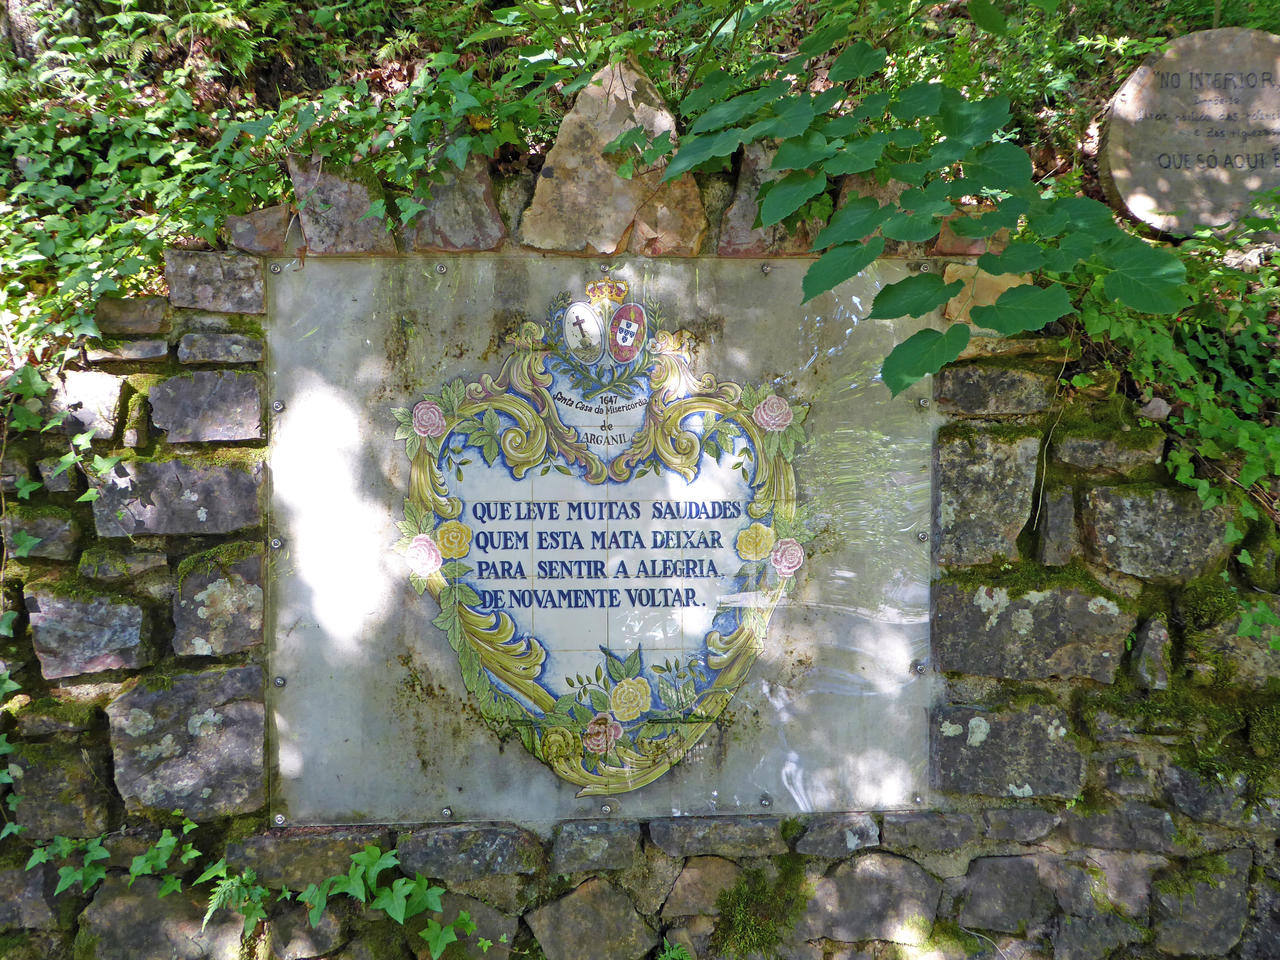 1647
Santa Casa da Misericórdia
de
ARGANIL
QUE LEVE MUITAS SAUDADES
QUEM ESTA MATA DEIXAR
PARA SENTIR A ALEGRIA
DE NOVAMENTE VOLTAR.
"NO INTERIOR
QUE SÓ AQUI